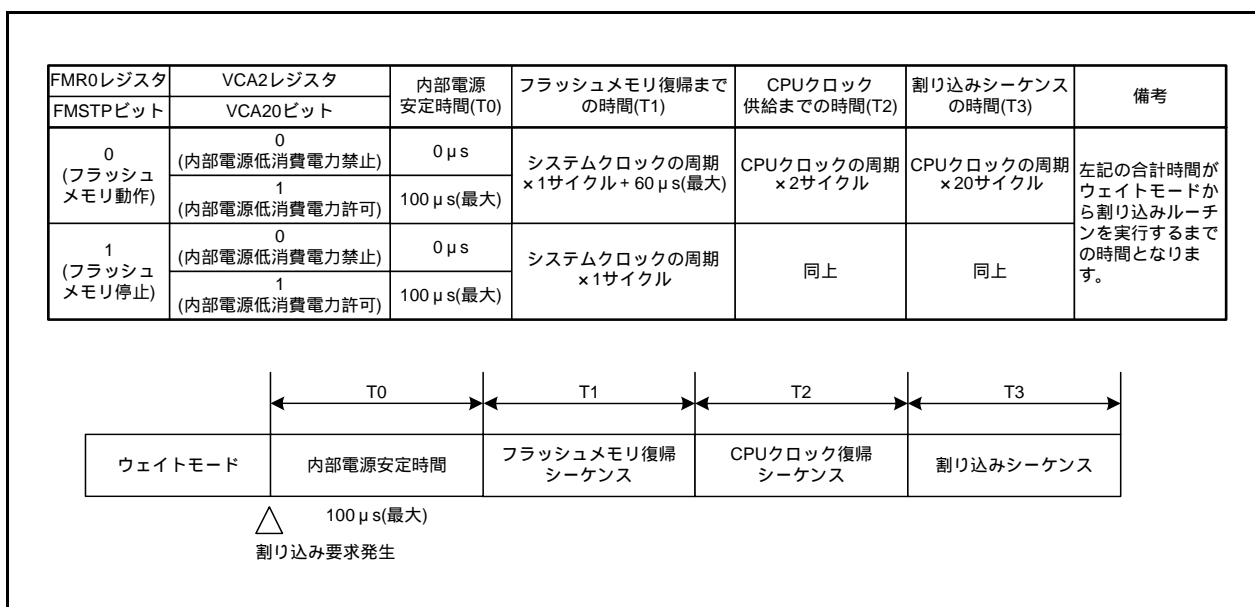 FMR0レジスタ
FMSTPビット
VCA2レジスタ
VCA20ビット
内部電源
安定時間(T0)
フラッシュメモリ復帰まで
の時間(T1)
CPUクロック
供給までの時間(T2)
割り込みシーケンス
の時間(T3)
備考
0
(フラッシュ
メモリ動作)
0
(内部電源低消費電力禁止)
0μs
1
(内部電源低消費電力許可)
100μs(最大)
システムクロックの周期
×1サイクル+60μs(最大)
CPUクロックの周期
×2サイクル
CPUクロックの周期
×20サイクル
左記の合計時間が
ウェイトモードか
ら割り込みルーチ
ンを実行するまで
の時間となりま
す。
1
(フラッシュ
メモリ停止)
0
(内部電源低消費電力禁止)
0μs
1
(内部電源低消費電力許可)
100μs(最大)
システムクロックの周期
×1サイクル
同上
同上
T0
T1
T2
T3
ウェイトモード
内部電源安定時間
フラッシュメモリ復帰
シーケンス
CPUクロック復帰
シーケンス
割り込みシーケンス
100μs(最大)
割り込み要求発生